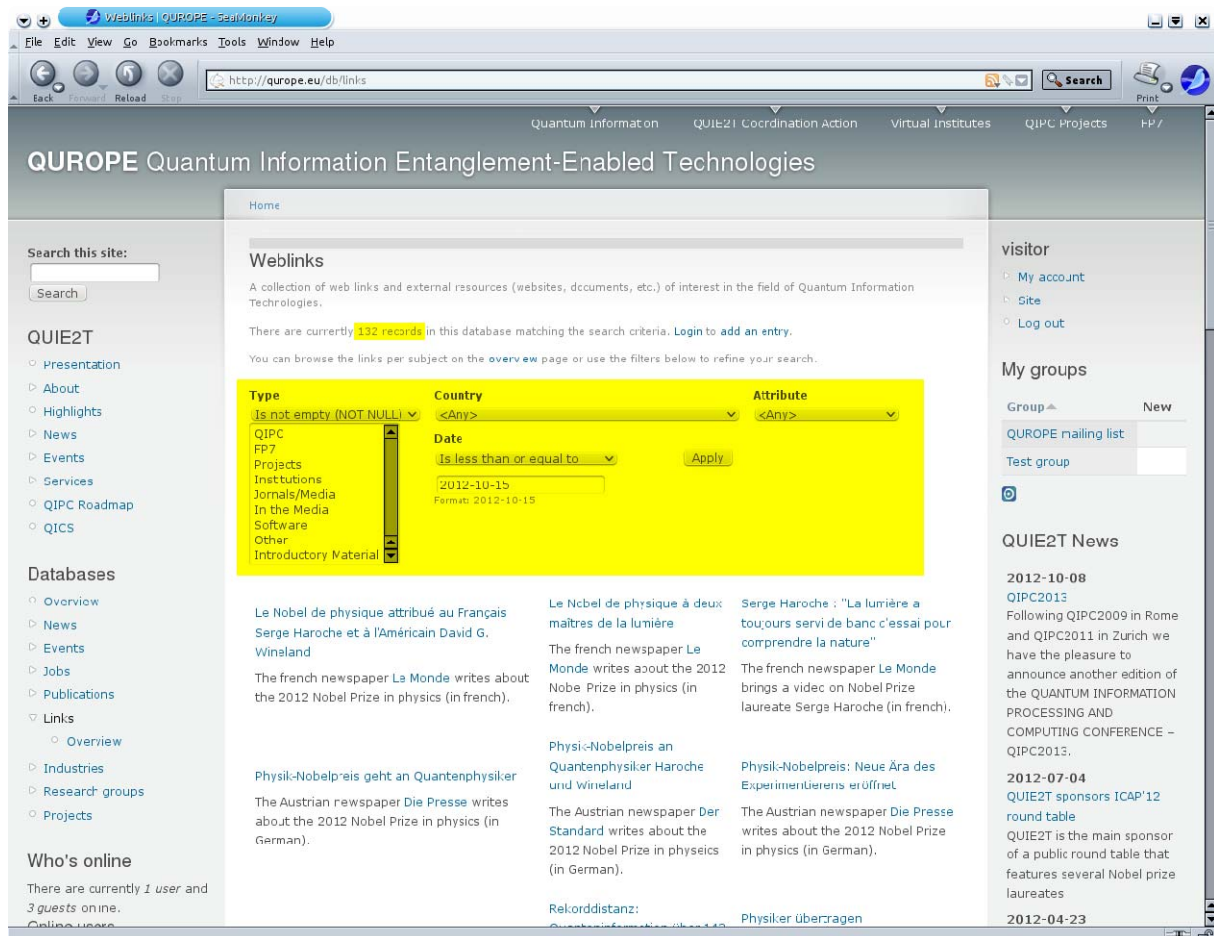 Weblinks | QUROPE - SeaMonkey
File Edit View Go Bookmarks Tools Window Help
Back Forward Reload Stop
http://qurope.eu/db/links
Search
Print
Quantum Information QUIE2T Coordination Action Virtual Institutes QIPC Projects FP7
QUROPE Quantum Information Entanglement-Enabled Technologies
Home
Search this site:
Search
QUIE2T
Presentation
About
Highlights
News
Events
Services
QIPC Roadmap
QICS
Databases
Overview
News
Events
Jobs
Publications
Links
Overview
Industries
Research groups
Projects
Who's online
There are currently 1 user and
3 guests online.
Online users
Weblinks
A collection of web links and external resources (websites, documents, etc.) of interest in the field of Quantum Information
Technologies.
There are currently 132 records in this database matching the search criteria. Login to add an entry.
You can browse the links per subject on the overview page or use the filters below to refine your search.
Type Country Attribute
Is not empty (NOT NULL) <Any> <Any>
QIPC
FP7
Projects
Institutions
Jornals/Media
In the Media
Software
Other
Introductory Material
Date
Is less than or equal to Apply
2012-10-15
Format: 2012-10-15
Le Nobel de physique attribué au Français
Serge Haroche et à l'Américain David G.
Wineland
The french newspaper Le Monde writes about
the 2012 Nobel Prize in physics (in french).
Le Nobel de physique à deux
maîtres de la lumière
The french newspaper Le
Monde writes about the 2012
Nobel Prize in physics (in
french).
Serge Haroche : "La lumière a
toujours servi de banc d'essai pour
comprendre la nature"
The french newspaper Le Monde
brings a video on Nobel Prize
laureate Serge Haroche (in french).
Physik-Nobelpreis geht an Quantenphysiker
The Austrian newspaper Die Presse writes
about the 2012 Nobel Prize in physics (in
German).
Physik-Nobelpreis an
Quantenphysiker Haroche
und Wineland
The Austrian newspaper Der
Standard writes about the
2012 Nobel Prize in physeics
(in German).
Physik-Nobelpreis: Neue Ära des
Experimentierens eröffnet
The Austrian newspaper Die Presse
writes about the 2012 Nobel Prize
in physics (in German).
Rekorddistanz:
Quanteninformation über 143
Physiker übertragen
visitor
My account
Site
Log out
My groups
Group New
QUROPE mailing list
Test group
QUIE2T News
2012-10-08
QIPC2013
Following QIPC2009 in Rome
and QIPC2011 in Zurich we
have the pleasure to
announce another edition of
the QUANTUM INFORMATION
PROCESSING AND
COMPUTING CONFERENCE –
QIPC2013.
2012-07-04
QUIE2T sponsors ICAP'12
round table
QUIE2T is the main sponsor
of a public round table that
features several Nobel prize
laureates
2012-04-23